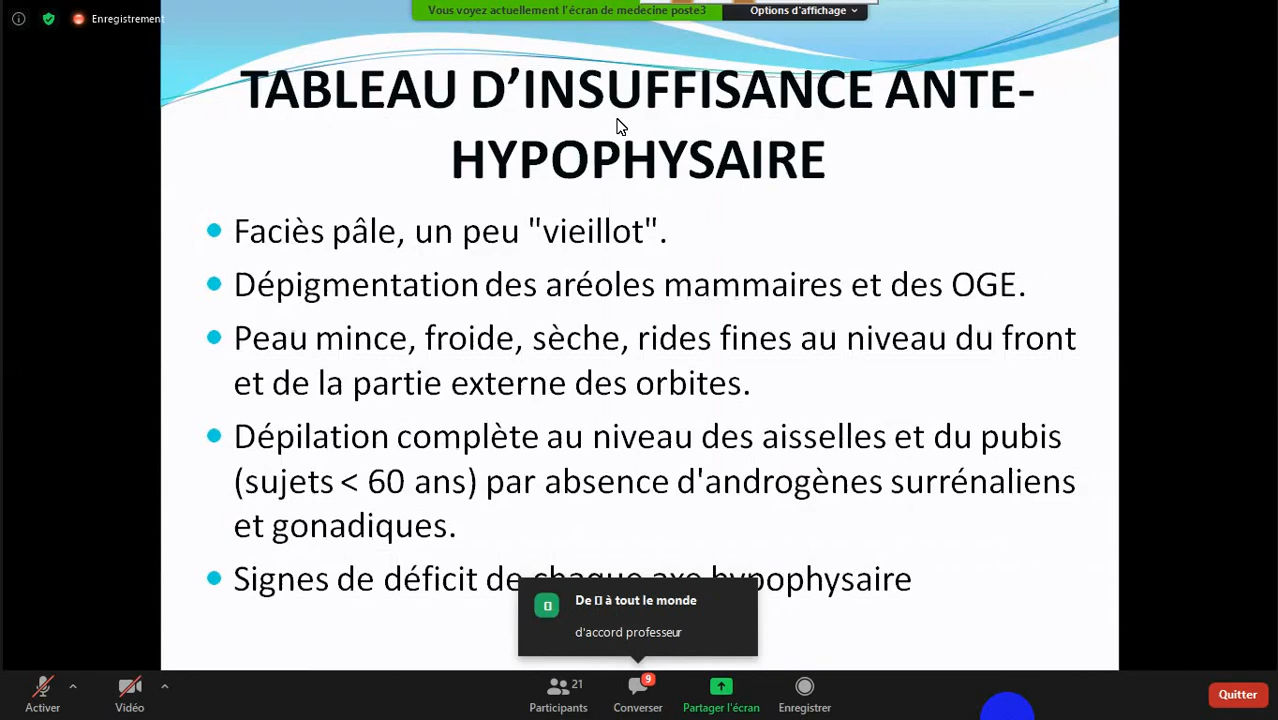 Enregistrement
Vous voyez actuellement l'écran de medecine poste3
Options d'affichage
TABLEAU D'INSUFFISANCE ANTE-
HYPOPHYSAIRE
Faciès pâle, un peu "vieillot".
Dépigmentation des aréoles mammaires et des OGE.
Peau mince, froide, sèche, rides fines au niveau du front
et de la partie externe des orbites.
Dépilation complète au niveau des aisselles et du pubis
(sujets < 60 ans) par absence d'androgènes surrénaliens
et gonadiques.
Signes de déficit de chaque axe hypophysaire
De à tout le monde
d'accord professeur
Activer
Vidéo
21
Participants
9
Converser
Partager l'écran
Enregistrer
Quitter